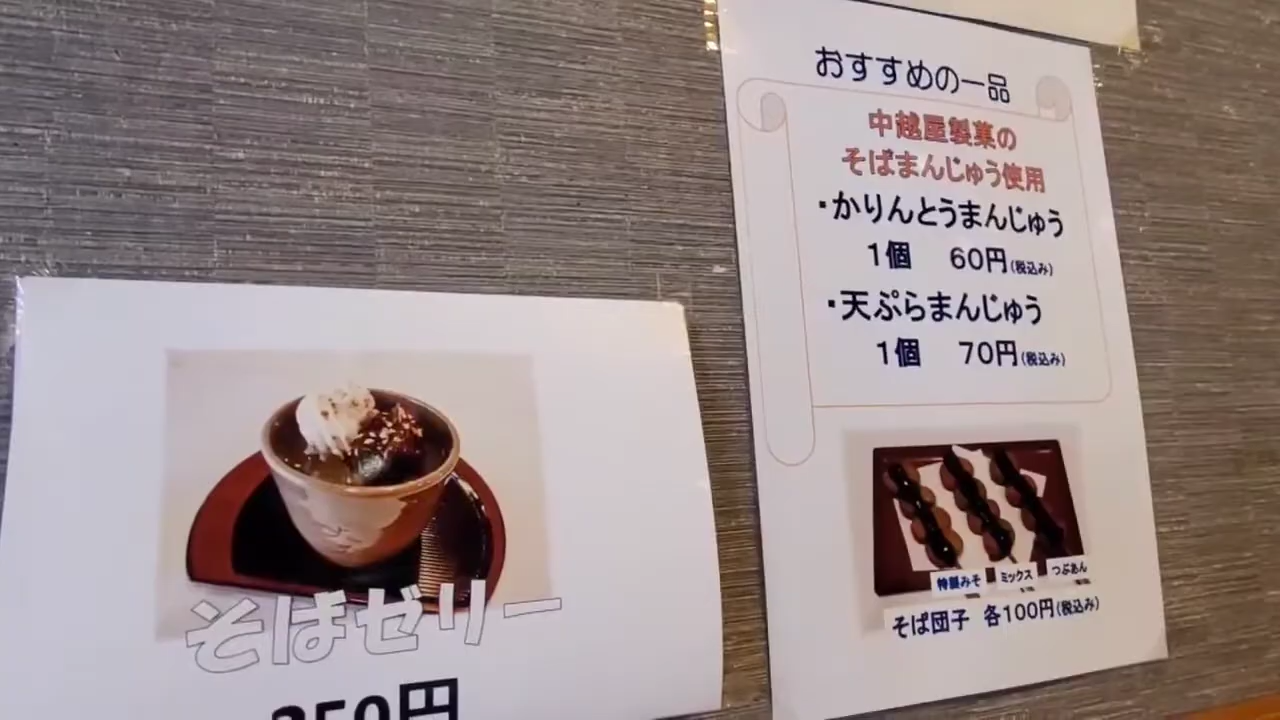 おすすめの一品
中越屋製菓の
そばまんじゅう使用
・かりんとうまんじゅう
1個 60円(税込み)
・天ぷらまんじゅう
1個 70円(税込み)
特製みそ ミックス つぶあん
そば団子 各100円(税込み)
そばゼリー
350円